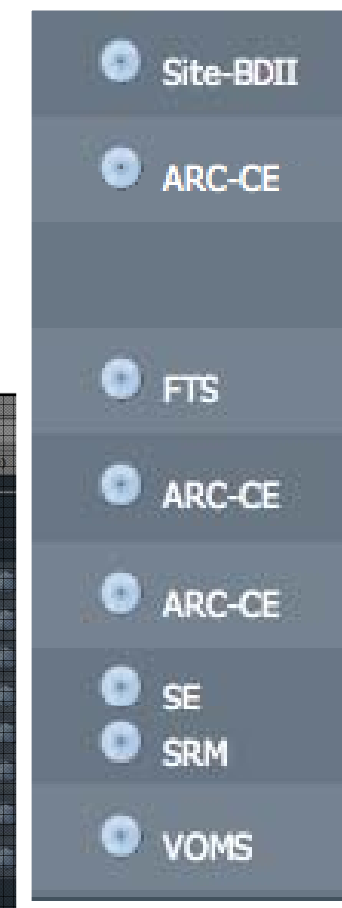 Site-BDII
ARC-CE
FTS
ARC-CE
ARC-CE
SE
SRM
VOMS